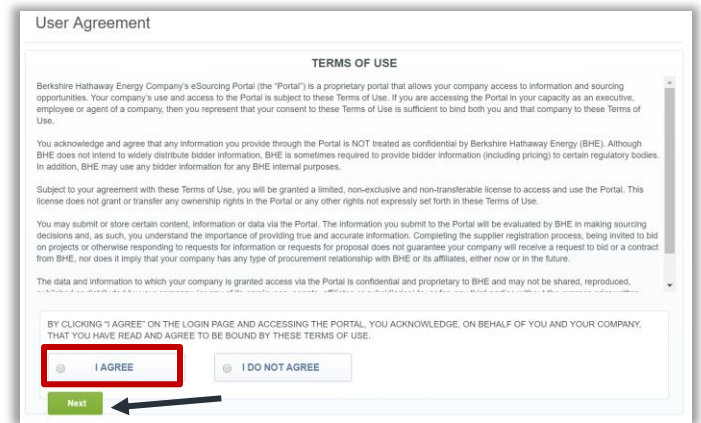 User Agreement
TERMS OF USE
Berkshire Hathaway Energy Company's eSourcing Portal (the "Portal") is a proprietary portal that allows your company access to information and sourcing
opportunities. Your company's use and access to the Portal is subject to these Terms of Use. If you are accessing the Portal in your capacity as an executive,
employee or agent of a company, then you represent that your consent to these Terms of Use is sufficient to bind both you and that company to these Terms of
Use.
You acknowledge and agree that any information you provide through the Portal is NOT treated as confidential by Berkshire Hathaway Energy (BHE). Although
BHE does not intend to widely distribute bidder information, BHE is sometimes required to provide bidder information (including pricing) to certain regulatory bodies.
In addition, BHE may use any bidder information for any BHE internal purposes.
Subject to your agreement with these Terms of Use, you will be granted a limited, non-exclusive and non-transferable license to access and use the Portal. This
license does not grant or transfer any ownership rights in the Portal or any other rights not expressly set forth in these Terms of Use.
You may submit or store certain content, information or data via the Portal. The information you submit to the Portal will be evaluated by BHE in making sourcing
decisions and, as such, you understand the importance of providing true and accurate information. Completing the supplier registration process, being invited to bid
on projects or otherwise responding to requests for information or requests for proposal does not guarantee your company will receive a request to bid or a contract
from BHE, nor does it imply that your company has any type of procurement relationship with BHE or its affiliates, either now or in the future.
The data and information to which your company is granted access via the Portal is confidential and proprietary to BHE and may not be shared, reproduced,
BY CLICKING "I AGREE" ON THE LOGIN PAGE AND ACCESSING THE PORTAL, YOU ACKNOWLEDGE, ON BEHALF OF YOU AND YOUR COMPANY,
THAT YOU HAVE READ AND AGREE TO BE BOUND BY THESE TERMS OF USE.
I AGREE
I DO NOT AGREE
Next